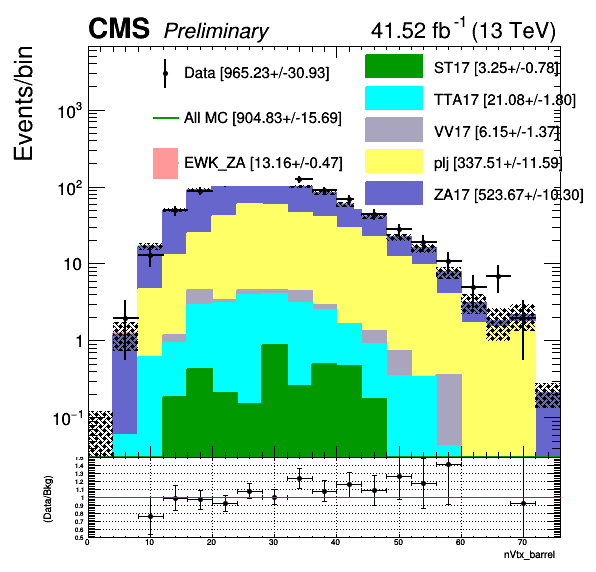 CMS Preliminary 41.52 fb⁻¹ (13 TeV)
Events/bin
Data [965.23+/-30.93]
All MC [904.83+/-15.69]
EWK_ZA [13.16+/-0.47]
ST17 [3.25+/-0.78]
TTA17 [21.08+/-1.80]
VV17 [6.15+/-1.37]
plj [337.51+/-11.59]
ZA17 [523.67+/-10.30]
10³
10²
10
1
10⁻¹
(Data/Bkg)
1.5
1.4
1.3
1.2
1.1
1
0.9
0.8
0.7
0.6
0.5
0 10 20 30 40 50 60 70
nVtx_barrel